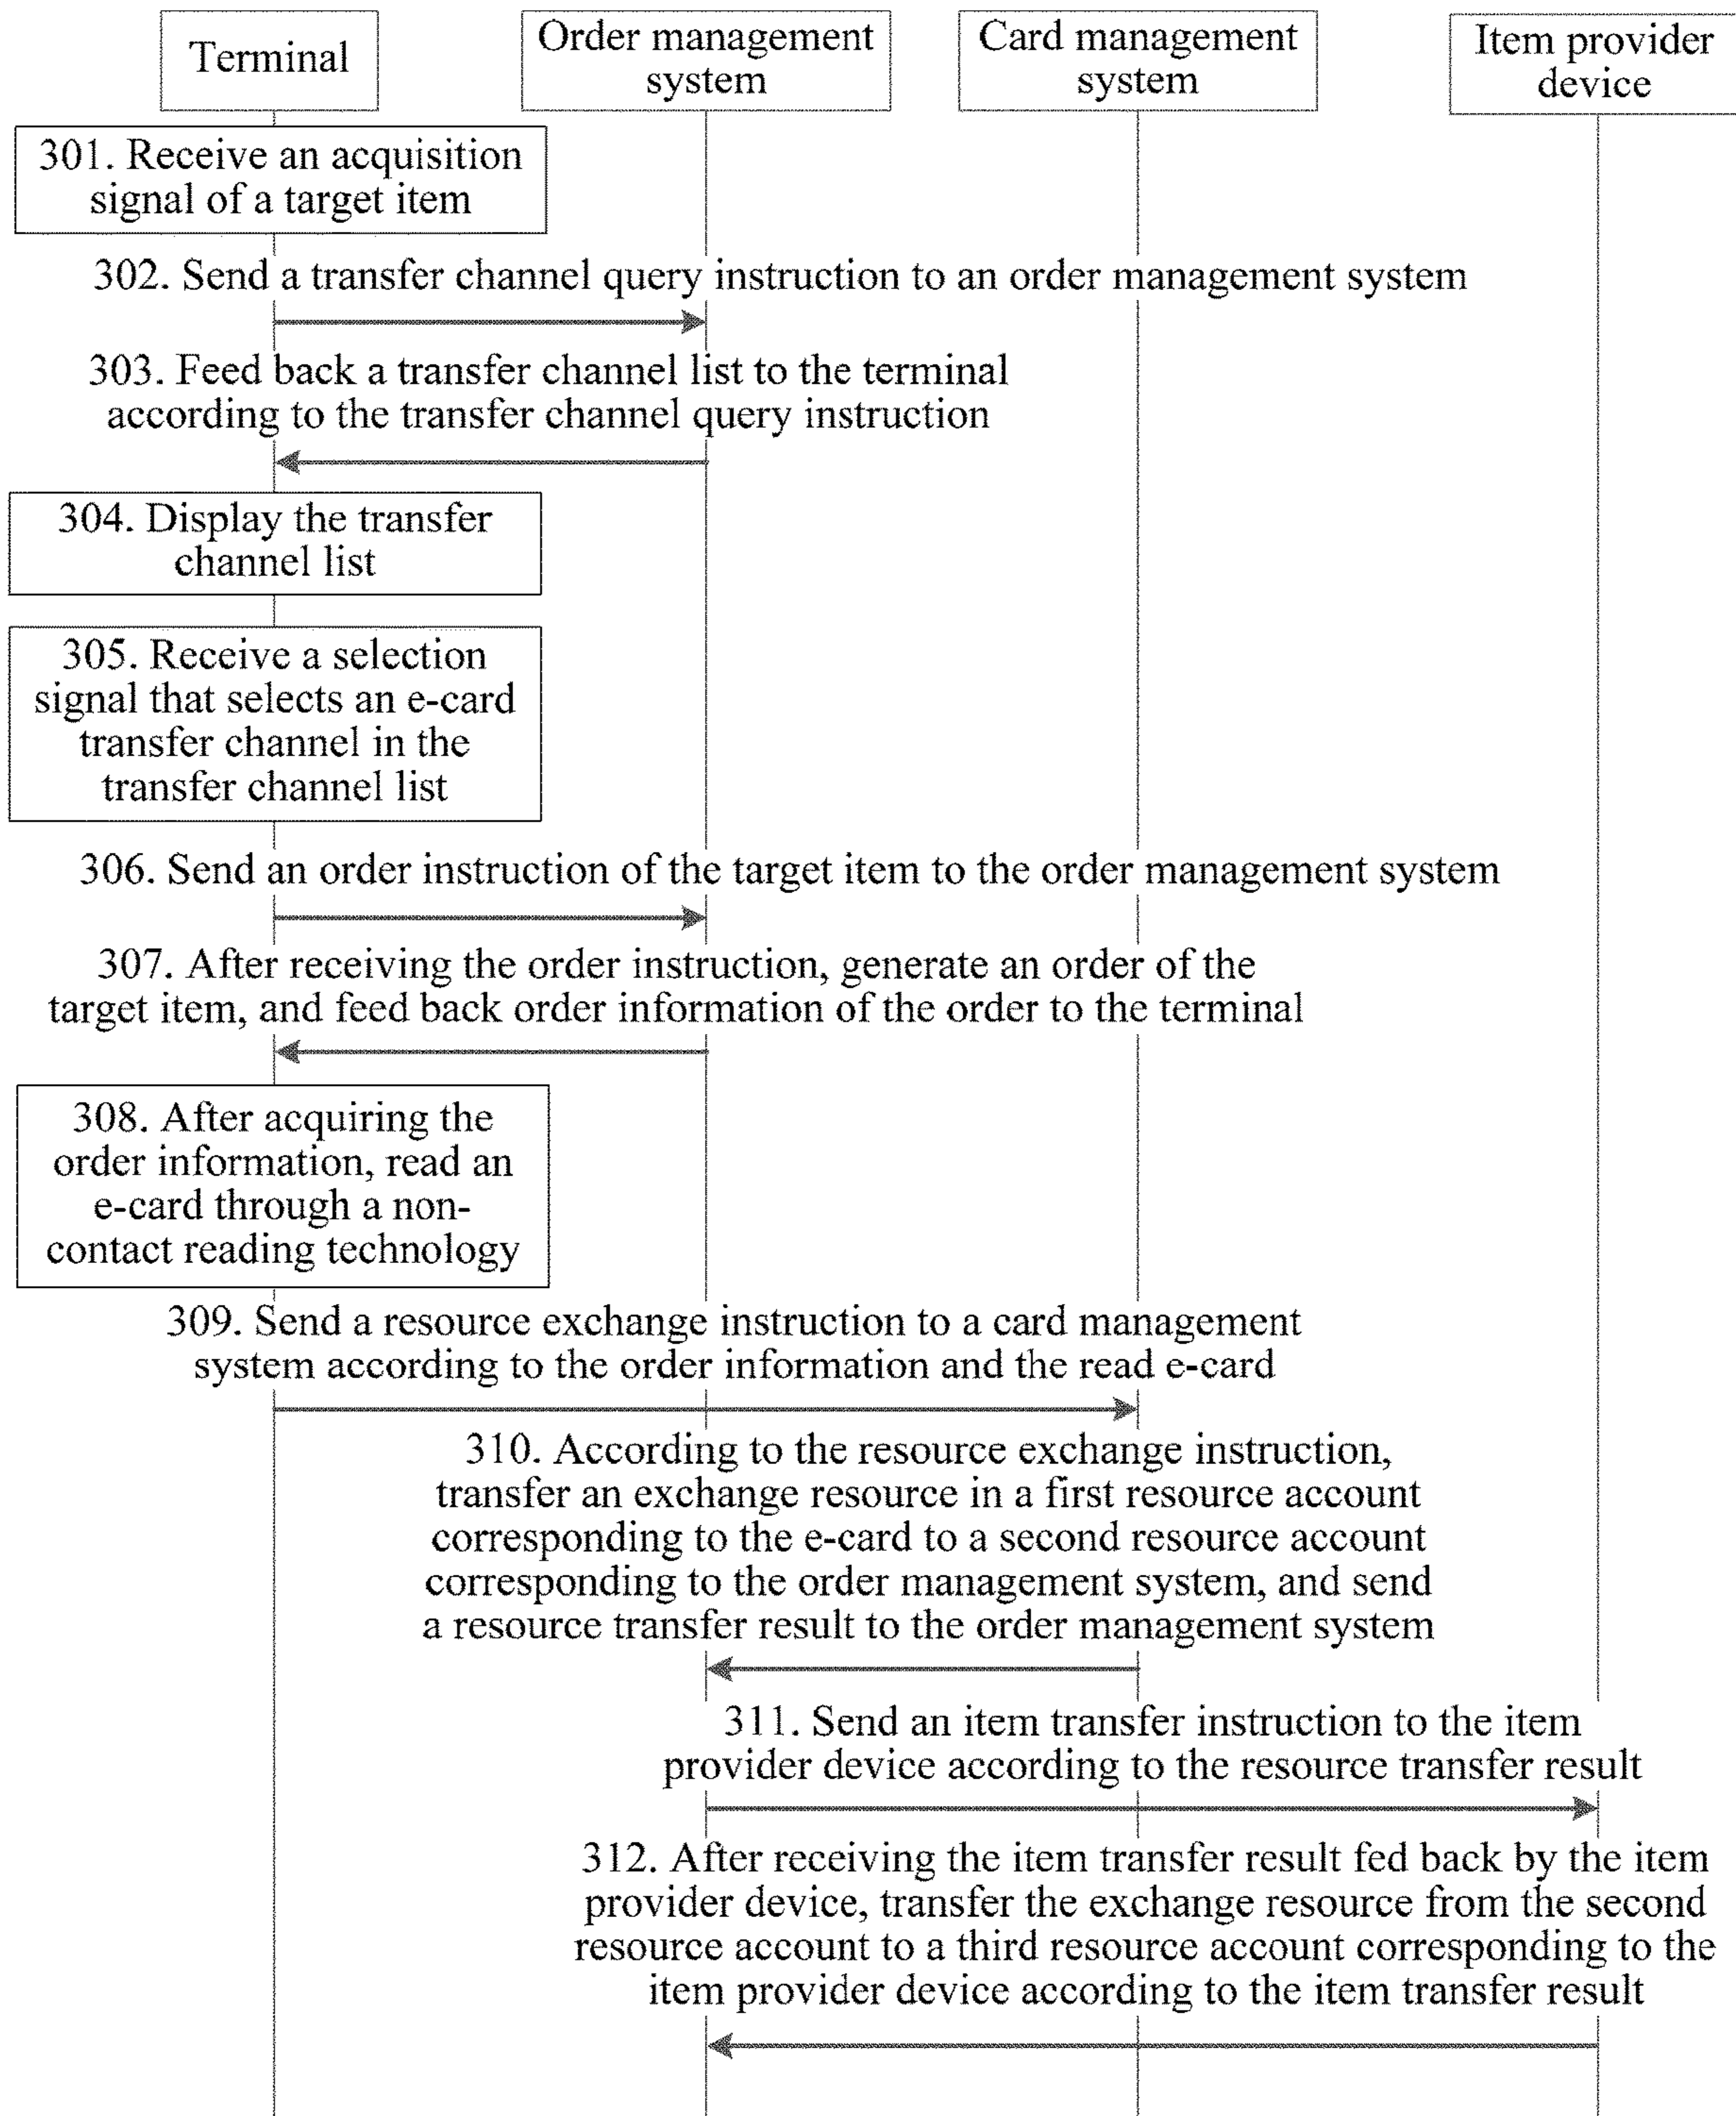 Terminal
Order management
system
Card management
system
Item provider
device
301. Receive an acquisition
signal of a target item
302. Send a transfer channel query instruction to an order management system
303. Feed back a transfer channel list to the terminal
according to the transfer channel query instruction
304. Display the transfer
channel list
305. Receive a selection
signal that selects an e-card
transfer channel in the
transfer channel list
306. Send an order instruction of the target item to the order management system
307. After receiving the order instruction, generate an order of the
target item, and feed back order information of the order to the terminal
308. After acquiring the
order information, read an
e-card through a non-
contact reading technology
309. Send a resource exchange instruction to a card management
system according to the order information and the read e-card
310. According to the resource exchange instruction,
transfer an exchange resource in a first resource account
corresponding to the e-card to a second resource account
corresponding to the order management system, and send
a resource transfer result to the order management system
311. Send an item transfer instruction to the item
provider device according to the resource transfer result
312. After receiving the item transfer result fed back by the item
provider device, transfer the exchange resource from the second
resource account to a third resource account corresponding to the
item provider device according to the item transfer result